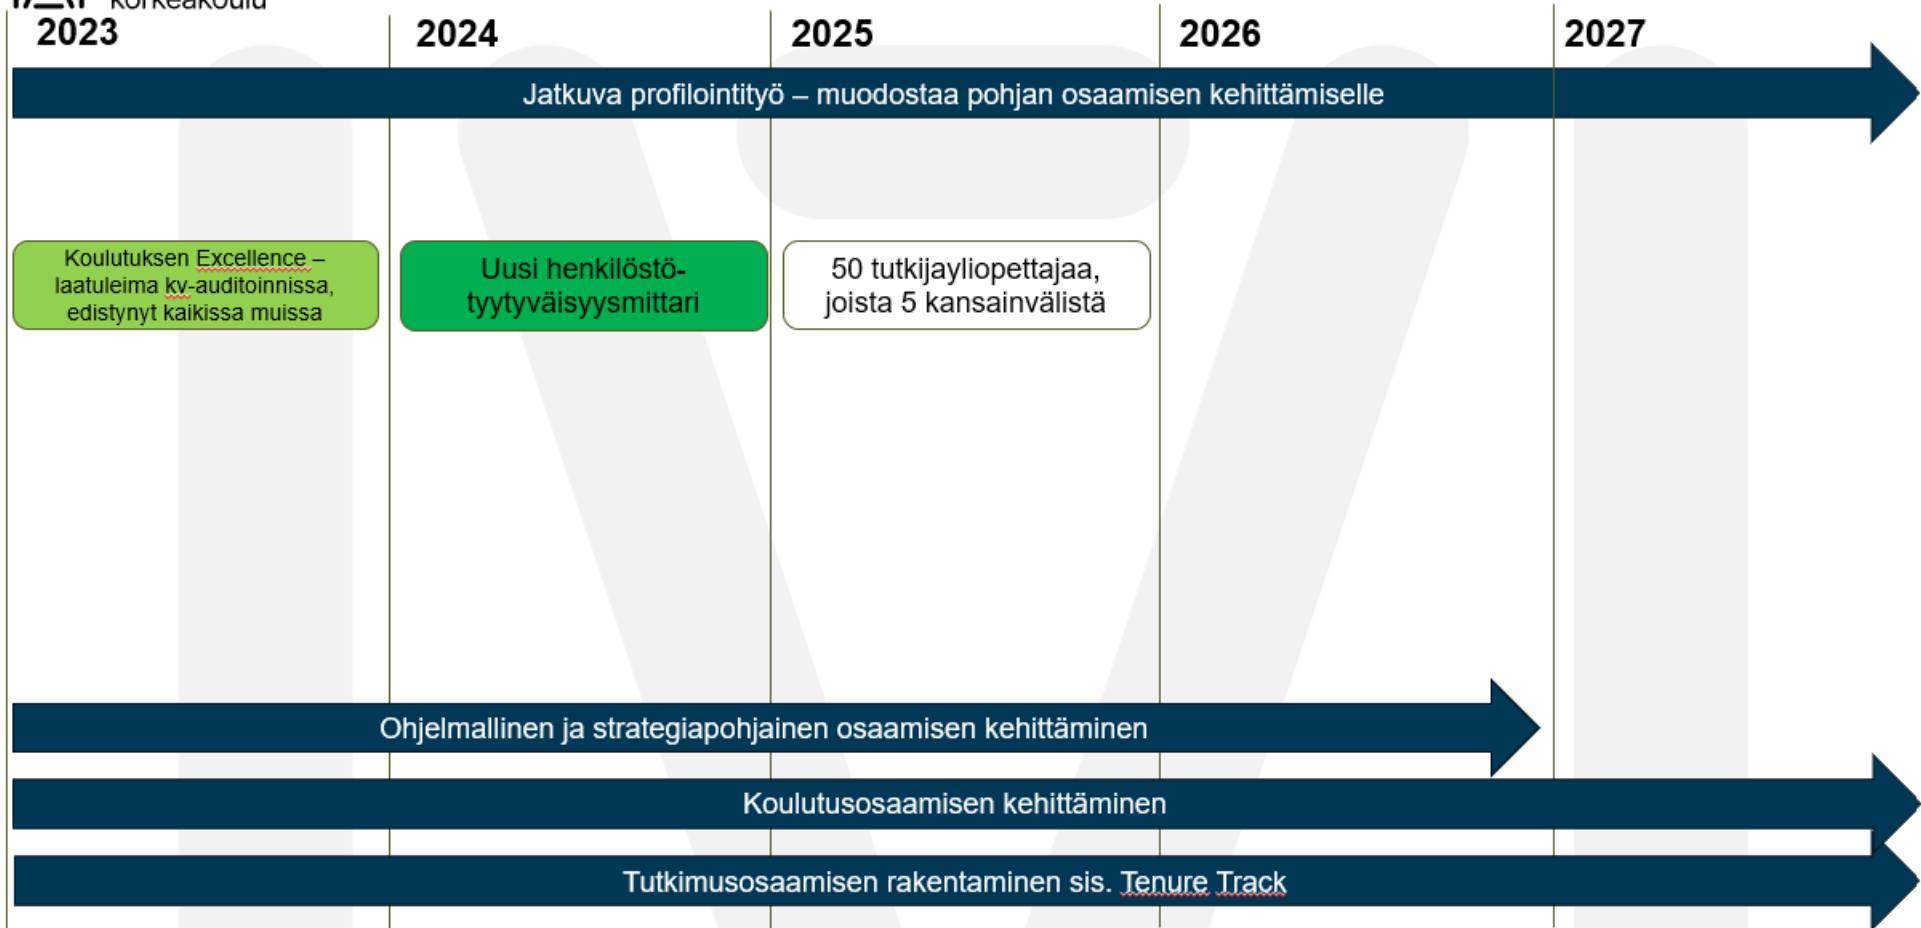 korkeakoulu
2023
2024
2025
2026
2027
Jatkuva profilointityö – muodostaa pohjan osaamisen kehittämiselle
Koulutuksen Excellence –
laatuleima kv-auditoinnissa,
edistynyt kaikissa muissa
Uusi henkilöstö-
tyytyväisyysmittari
50 tutkijayliopettajaa,
joista 5 kansainvälistä
Ohjelmallinen ja strategiapohjainen osaamisen kehittäminen
Koulutusosaamisen kehittäminen
Tutkimusosaamisen rakentaminen sis. Tenure Track